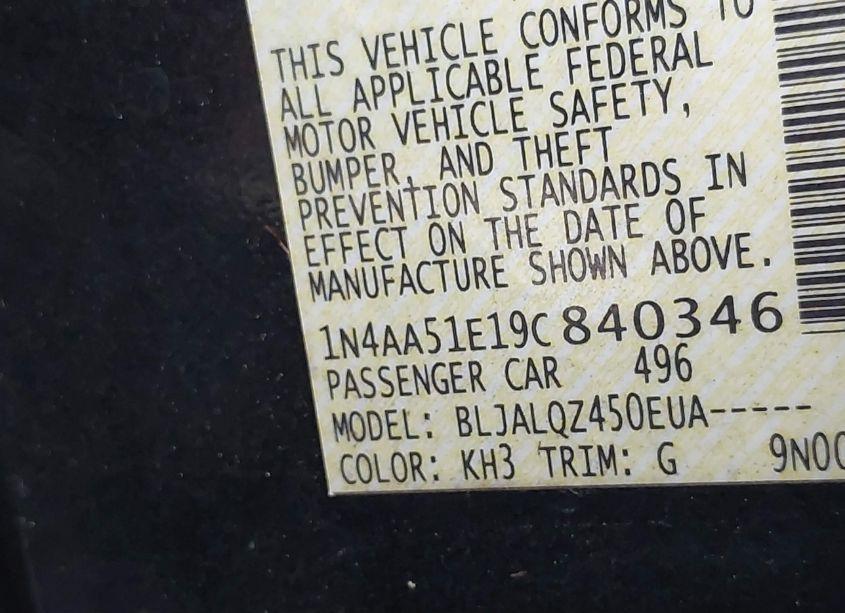 THIS VEHICLE CONFORMS TO
ALL APPLICABLE FEDERAL
MOTOR VEHICLE SAFETY,
BUMPER, AND THEFT
PREVENTION STANDARDS IN
EFFECT ON THE DATE OF
MANUFACTURE SHOWN ABOVE.
1N4AA51E19C840346
PASSENGER CAR 496
MODEL: BLJALQZ450EUA-----
COLOR: KH3 TRIM: G 9N00